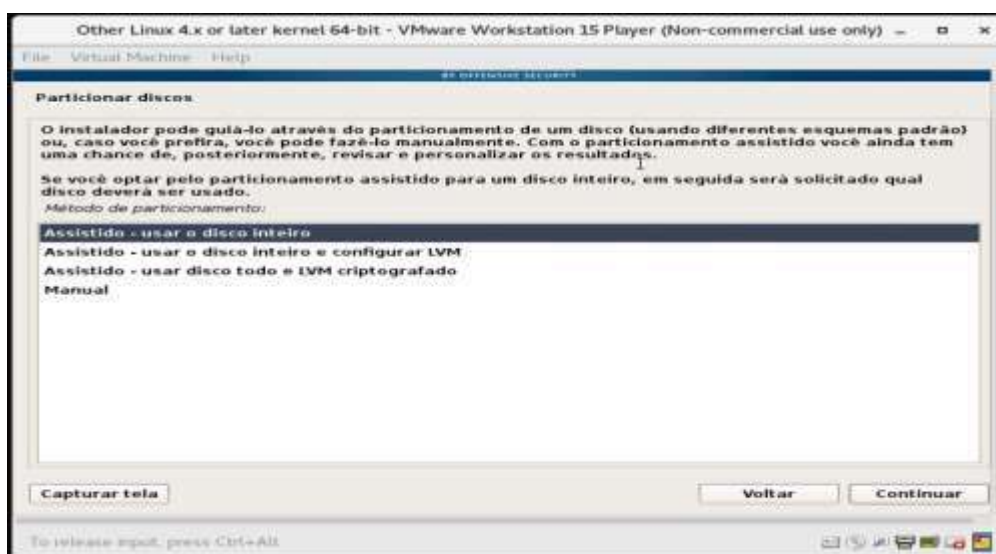 Other Linux 4.x or later kernel 64-bit - VMware Workstation 15 Player (Non-commercial use only)
File Virtual Machine Help
BY OFFENSIVE SECURITY
Particionar discos
O instalador pode guiá-lo através do particionamento de um disco (usando diferentes esquemas padrão)
ou, caso você prefira, você pode fazê-lo manualmente. Com o particionamento assistido você ainda tem
uma chance de, posteriormente, revisar e personalizar os resultados.
Se você optar pelo particionamento assistido para um disco inteiro, em seguida será solicitado qual
disco deverá ser usado.
Método de particionamento:
Assistido - usar o disco inteiro
Assistido - usar o disco inteiro e configurar LVM
Assistido - usar disco todo e LVM criptografado
Manual
Capturar tela
Voltar
Continuar
To release input, press Ctrl+Alt